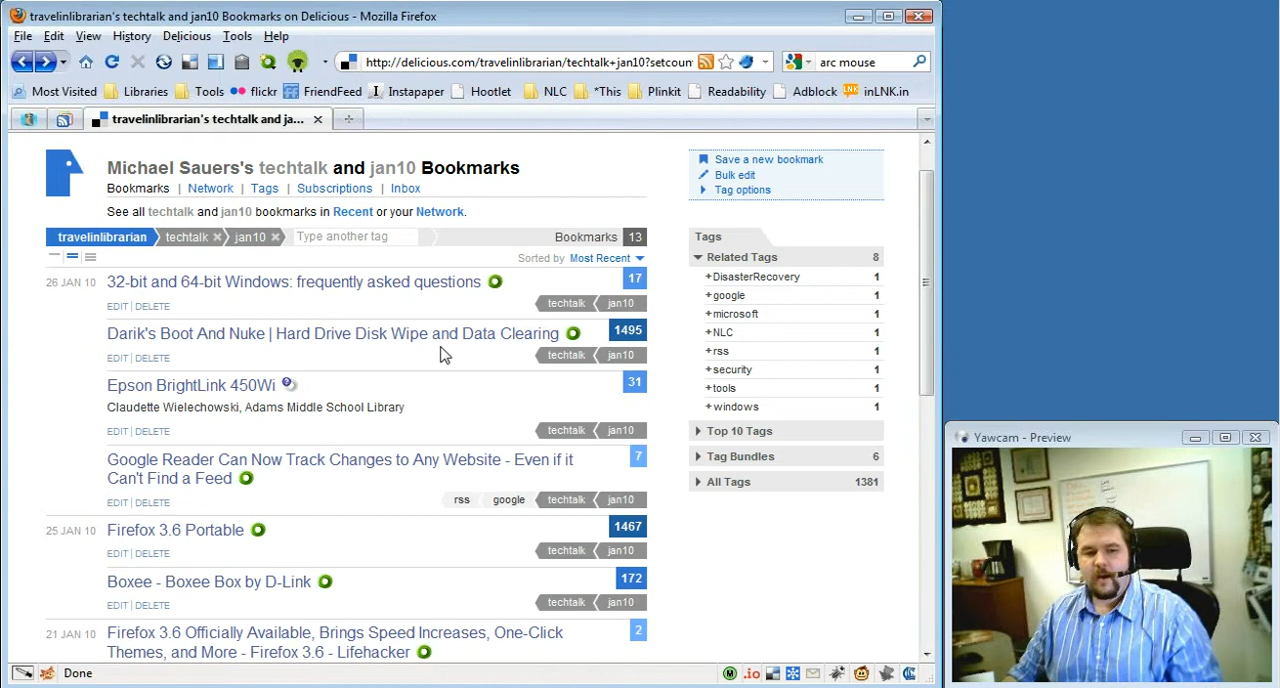 travelinlibrarian's techtalk and jan10 Bookmarks on Delicious - Mozilla Firefox
File Edit View History Delicious Tools Help
http://delicious.com/travelinlibrarian/techtalk+jan10?setcoun
arc mouse
Most Visited Libraries Tools flickr FriendFeed Instapaper Hootlet NLC *This Plinkit Readability Adblock inLNK.in
travelinlibrarian's techtalk and ja...
Michael Sauers's techtalk and jan10 Bookmarks
Bookmarks | Network | Tags | Subscriptions | Inbox
See all techtalk and jan10 bookmarks in Recent or your Network.
travelinlibrarian techtalk jan10 Type another tag Bookmarks 13
Sorted by Most Recent
26 JAN 10 32-bit and 64-bit Windows: frequently asked questions 17
EDIT | DELETE techtalk jan10
Darik's Boot And Nuke | Hard Drive Disk Wipe and Data Clearing 1495
EDIT | DELETE techtalk jan10
Epson BrightLink 450Wi 31
Claudette Wielechowski, Adams Middle School Library
EDIT | DELETE techtalk jan10
Google Reader Can Now Track Changes to Any Website - Even if it 7
Can't Find a Feed
EDIT | DELETE rss google techtalk jan10
25 JAN 10 Firefox 3.6 Portable 1467
EDIT | DELETE techtalk jan10
Boxee - Boxee Box by D-Link 172
EDIT | DELETE techtalk jan10
21 JAN 10 Firefox 3.6 Officially Available, Brings Speed Increases, One-Click 2
Themes, and More - Firefox 3.6 - Lifehacker
Save a new bookmark
Bulk edit
Tag options
Tags
Related Tags 8
+DisasterRecovery 1
+google 1
+microsoft 1
+NLC 1
+rss 1
+security 1
+tools 1
+windows 1
Top 10 Tags
Tag Bundles 6
All Tags 1381
Done
.io
Yawcam - Preview